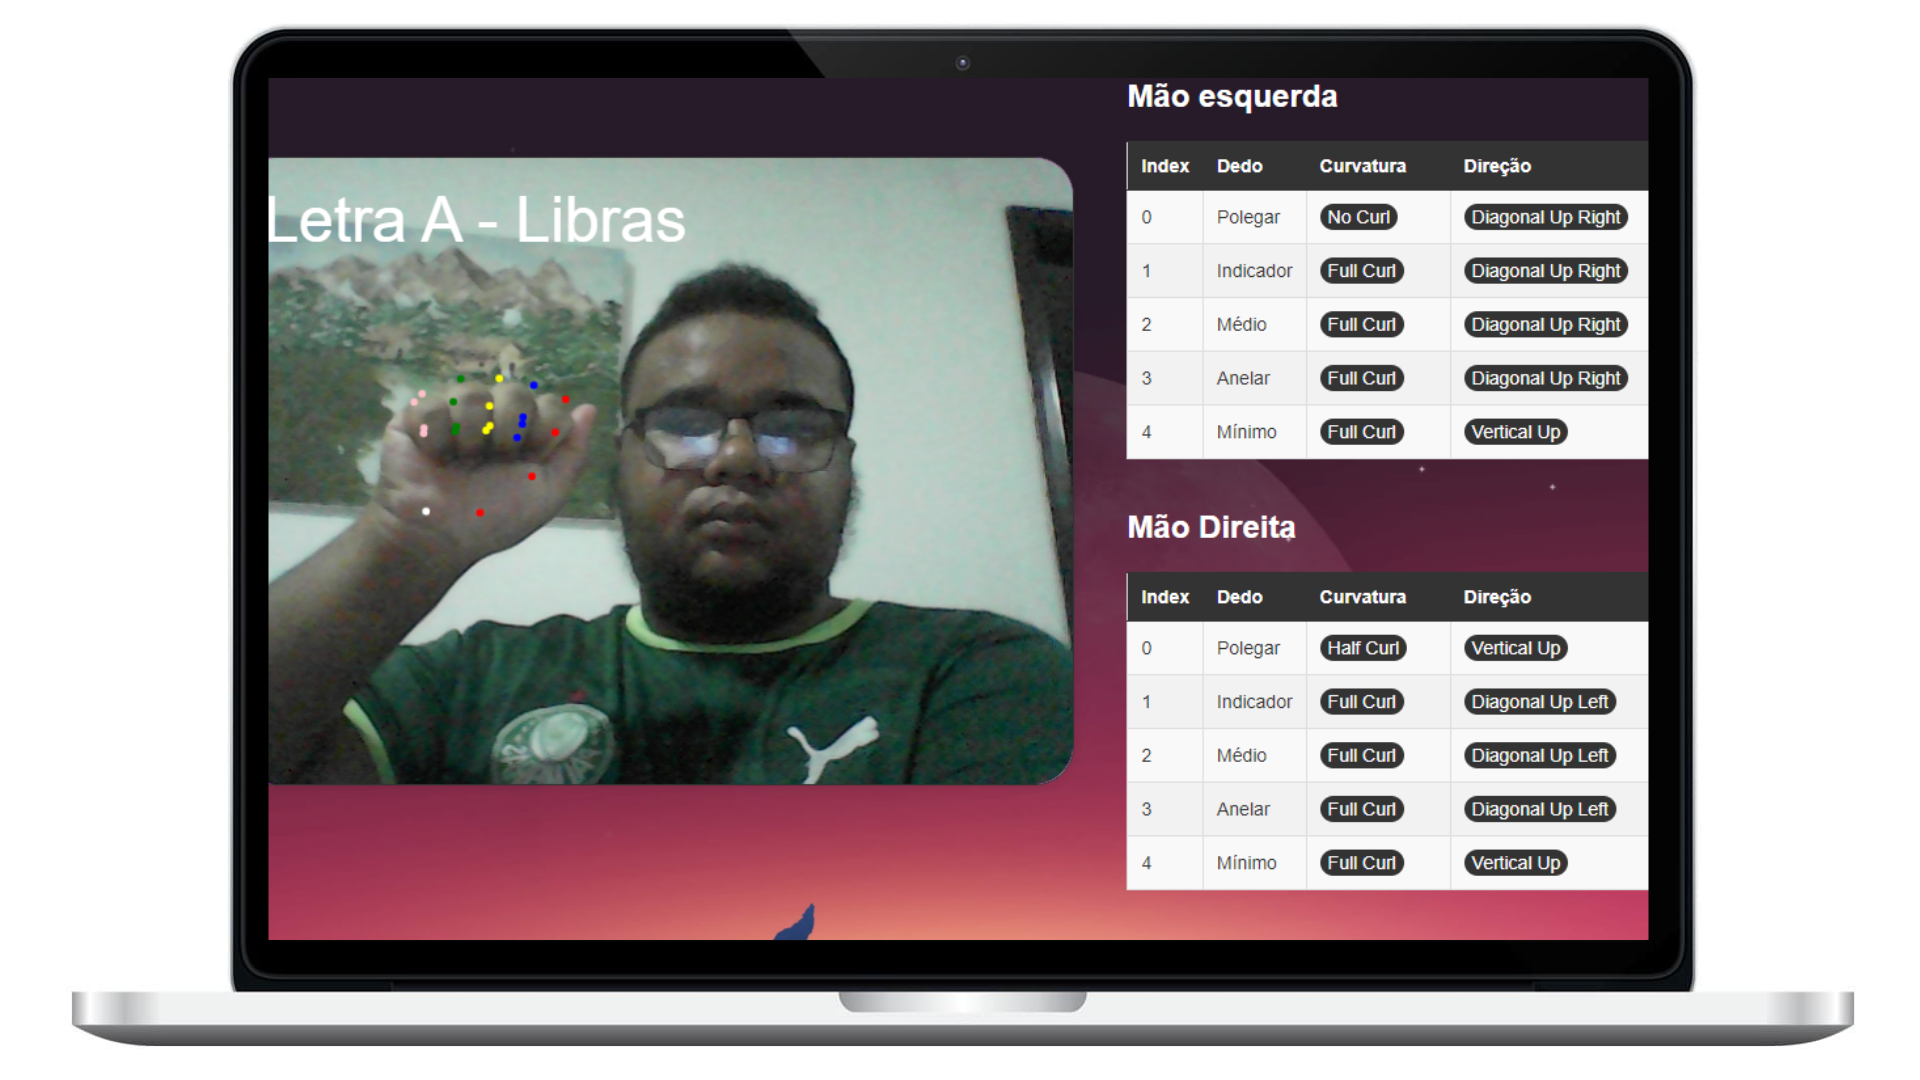 Letra A - Libras
Mão esquerda
Index Dedo Curvatura Direção
0 Polegar No Curl Diagonal Up Right
1 Indicador Full Curl Diagonal Up Right
2 Médio Full Curl Diagonal Up Right
3 Anelar Full Curl Diagonal Up Right
4 Mínimo Full Curl Vertical Up
Mão Direita
Index Dedo Curvatura Direção
0 Polegar Half Curl Vertical Up
1 Indicador Full Curl Diagonal Up Left
2 Médio Full Curl Diagonal Up Left
3 Anelar Full Curl Diagonal Up Left
4 Mínimo Full Curl Vertical Up